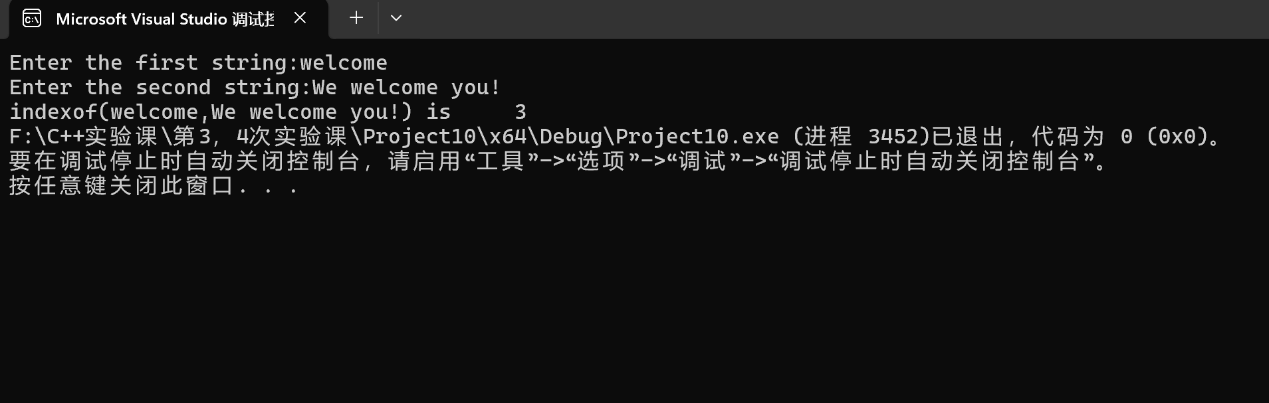 Microsoft Visual Studio 调试控
Enter the first string:welcome
Enter the second string:We welcome you!
indexof(welcome,We welcome you!) is     3
F:\C++实验课\第3，4次实验课\Project10\x64\Debug\Project10.exe (进程 3452)已退出，代码为 0 (0x0)。
要在调试停止时自动关闭控制台，请启用“工具”->“选项”->“调试”->“调试停止时自动关闭控制台”。
按任意键关闭此窗口. . .